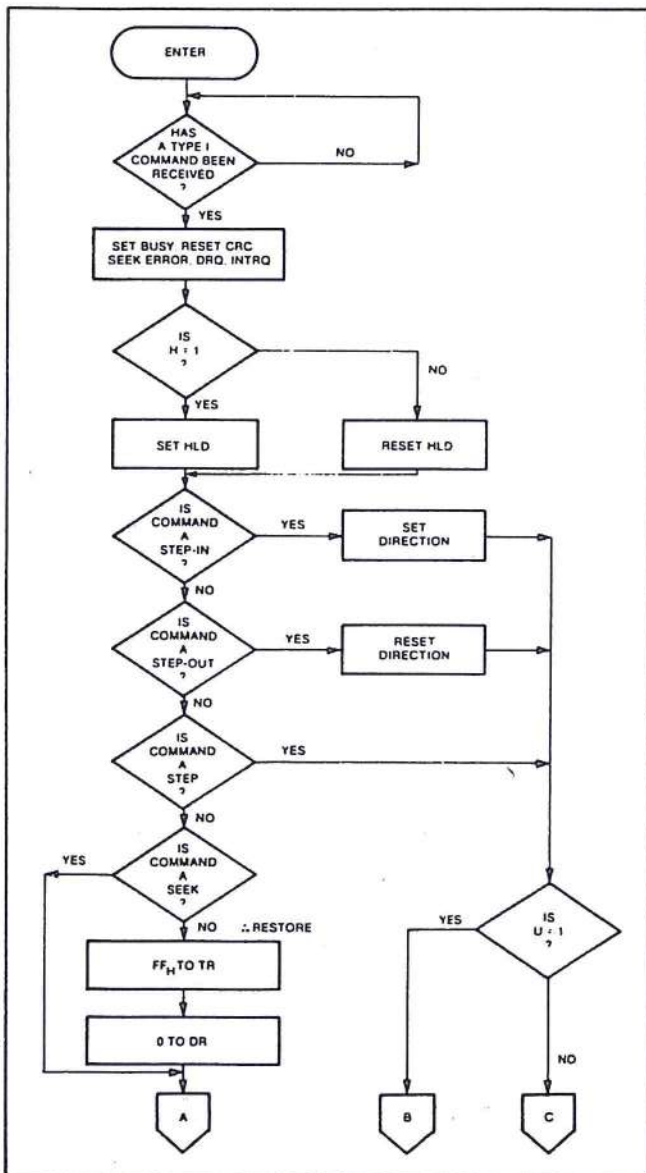 ENTER
HAS
A TYPE I
COMMAND BEEN
RECEIVED
?
NO
YES
SET BUSY, RESET CRC
SEEK ERROR, DRQ, INTRQ
IS
H = 1
?
NO
YES
SET HLD
RESET HLD
IS
COMMAND
A
STEP-IN
?
YES
SET
DIRECTION
NO
IS
COMMAND
A
STEP-OUT
?
YES
RESET
DIRECTION
NO
IS
COMMAND
A
STEP
?
YES
NO
IS
COMMAND
A
SEEK
?
YES
NO ∴ RESTORE
IS
U = 1
?
YES
NO
FFH TO TR
0 TO DR
A
B
C